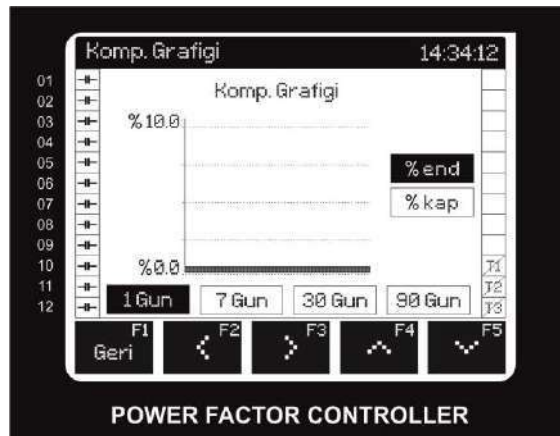 Komp. Grafigi 14:34:12
Komp. Grafigi
01
02
03
04
05
06
07
08
09
10
11
12
%10.0
%0.0
%end
%kap
T1
T2
T3
1 Gun 7 Gun 30 Gun 90 Gun
F1 F2 F3 F4 F5
Geri
POWER FACTOR CONTROLLER